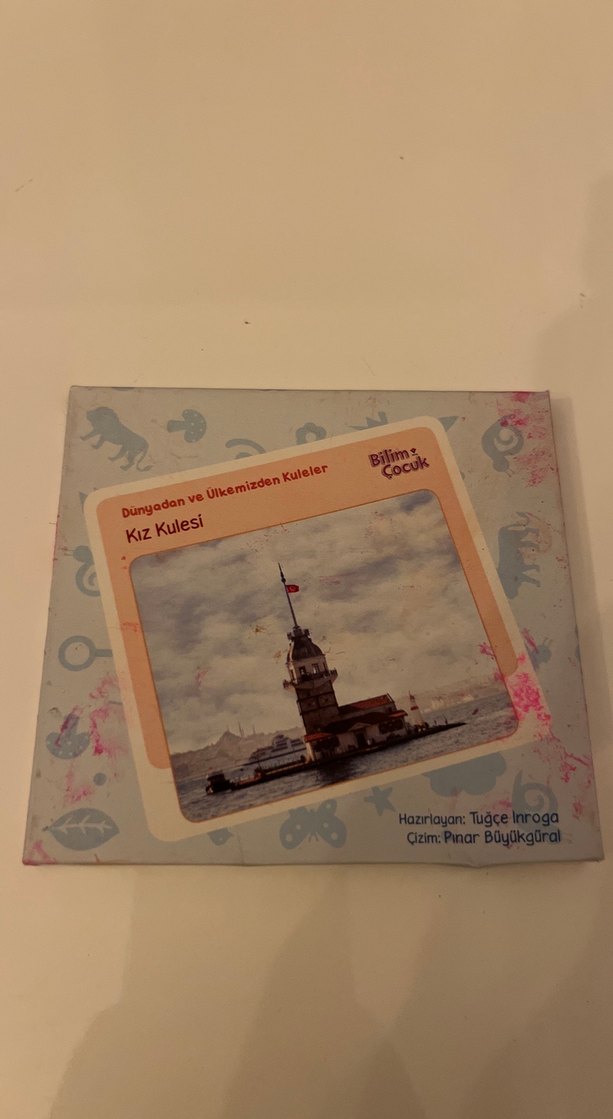 Dünyadan ve Ülkemizden Kuleler
Kız Kulesi
Bilim
Çocuk
Hazırlayan: Tuğçe Inroga
Çizim: Pınar Büyükgüral